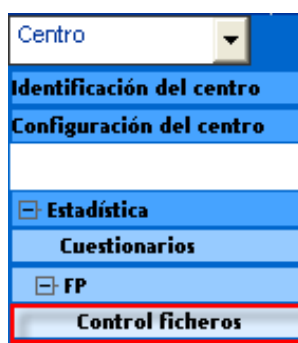 Centro
Identificación del centro
Configuración del centro
Estadística
Cuestionarios
FP
Control ficheros